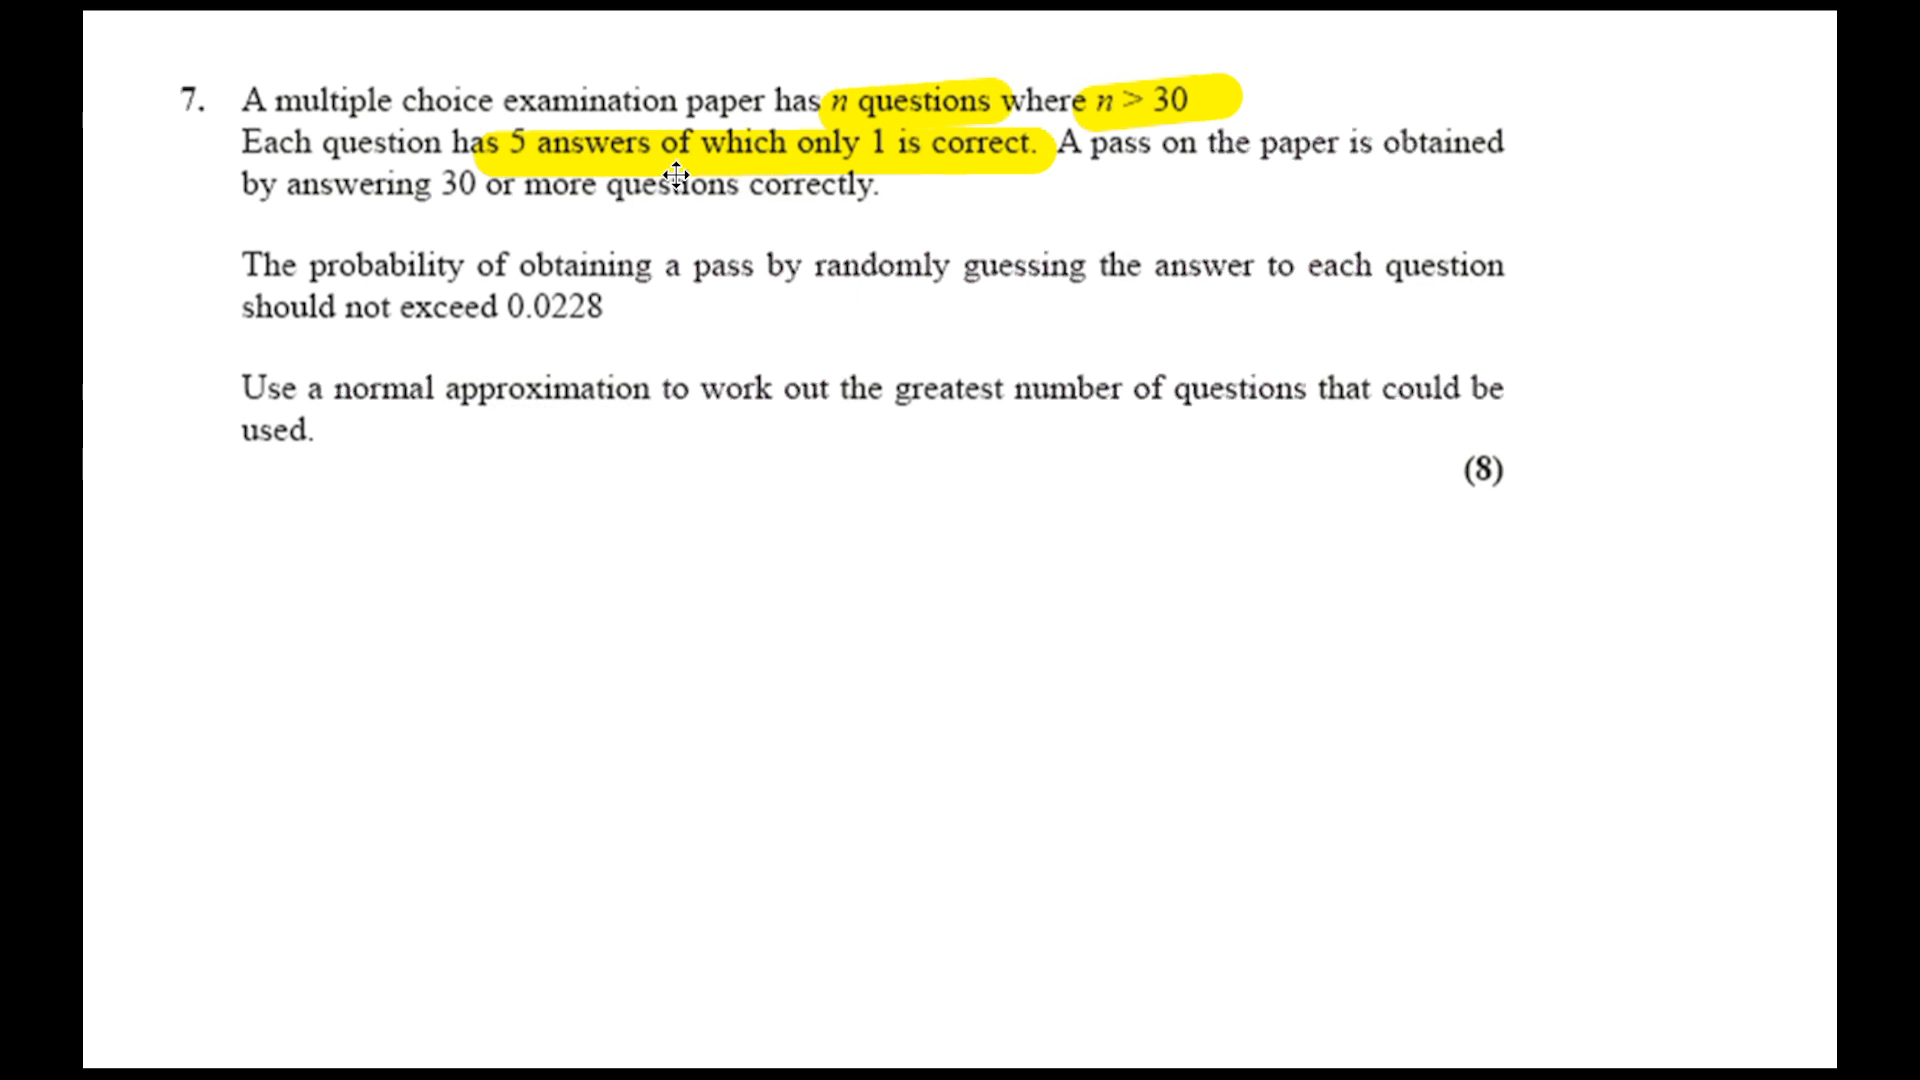 7. A multiple choice examination paper has n questions where n > 30
Each question has 5 answers of which only 1 is correct. A pass on the paper is obtained
by answering 30 or more questions correctly.
The probability of obtaining a pass by randomly guessing the answer to each question
should not exceed 0.0228
Use a normal approximation to work out the greatest number of questions that could be
used.
(8)